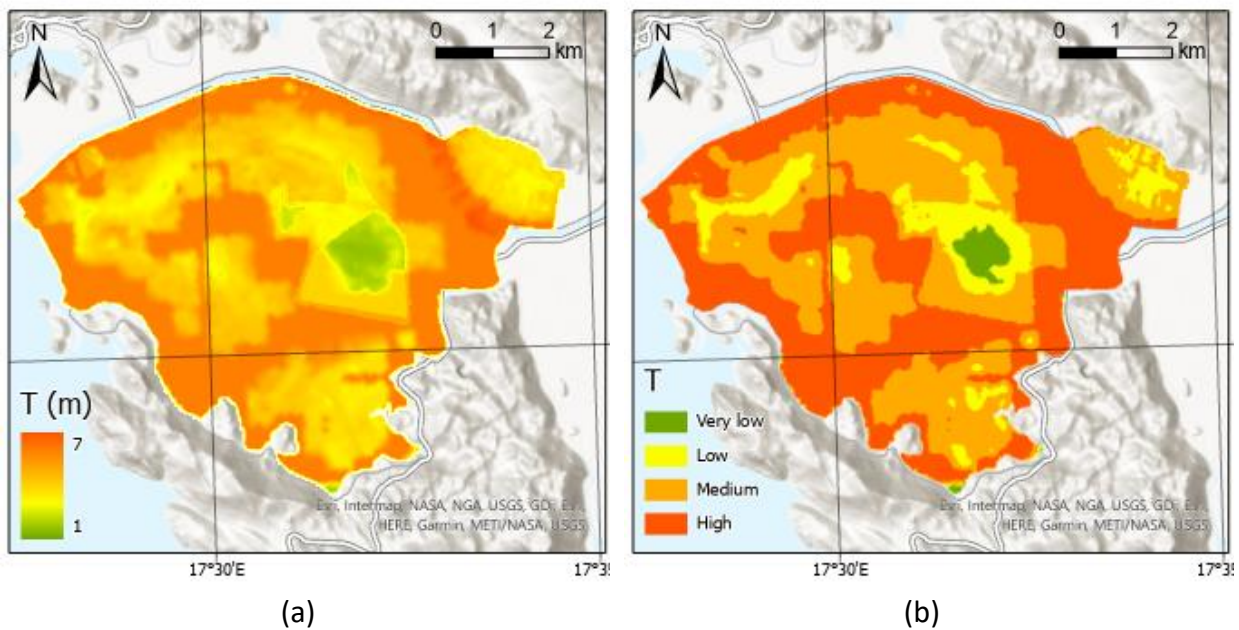 N
0 1 2
km
T (m)
7
1
Esri, Intermap, NASA, NGA, USGS, GD
HERE, Garmin, METI/NASA, USGS
17°30'E
17°35
(a)
N
0 1 2
km
T
Very low
Low
Medium
High
Esri, Intermap, NASA, NGA, USGS, GD
HERE, Garmin, METI/NASA, USGS
17°30'E
17°35
(b)